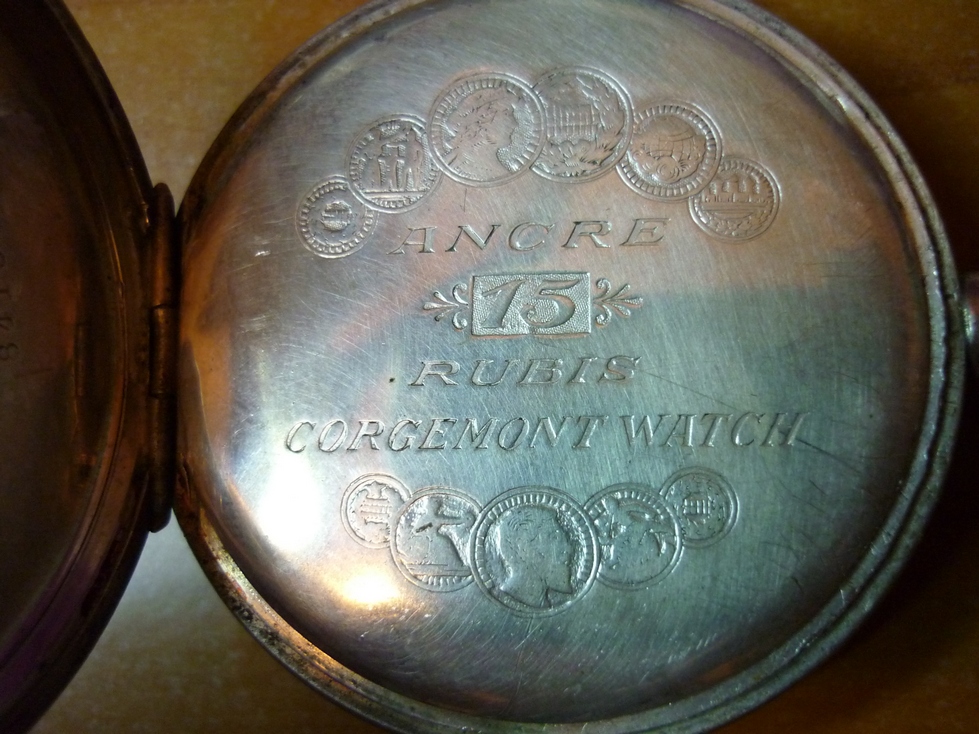 ANCRE
15
RUBIS
CORGEMONT WATCH